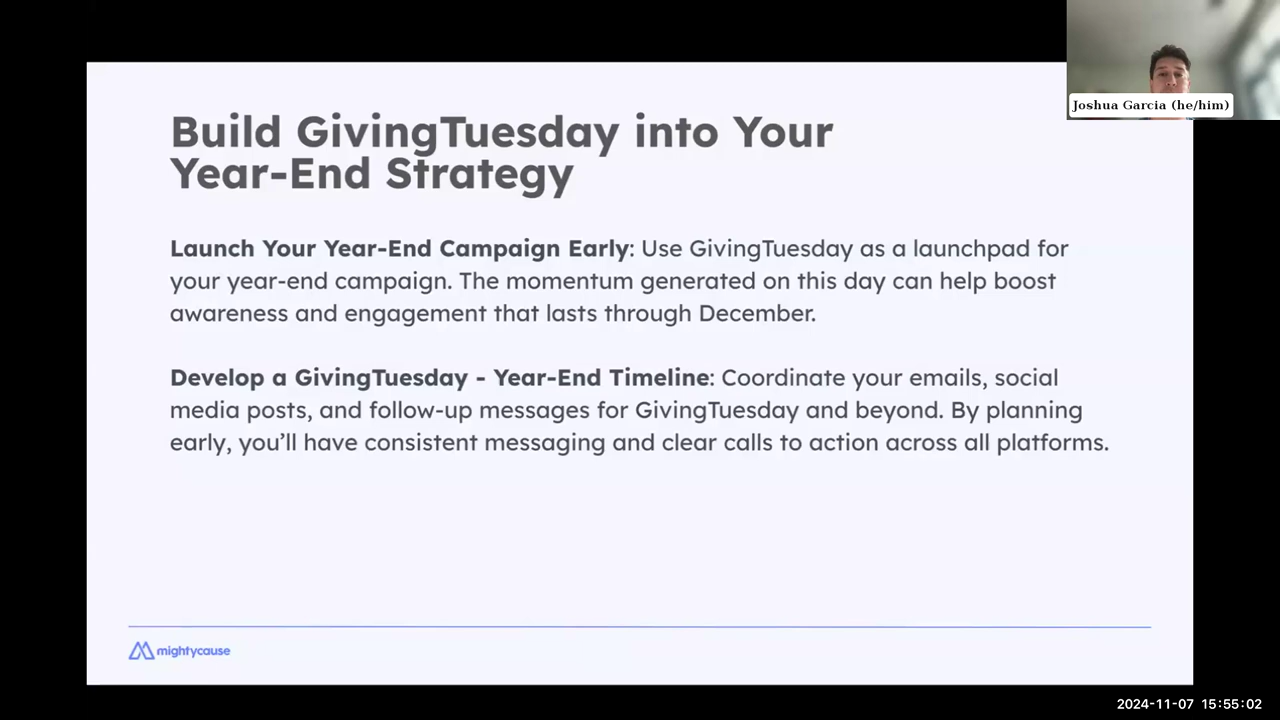 Joshua Garcia (he/him)
Build GivingTuesday into Your
Year-End Strategy
Launch Your Year-End Campaign Early: Use GivingTuesday as a launchpad for
your year-end campaign. The momentum generated on this day can help boost
awareness and engagement that lasts through December.
Develop a GivingTuesday - Year-End Timeline: Coordinate your emails, social
media posts, and follow-up messages for GivingTuesday and beyond. By planning
early, you’ll have consistent messaging and clear calls to action across all platforms.
mightycause
2024-11-07 15:55:02